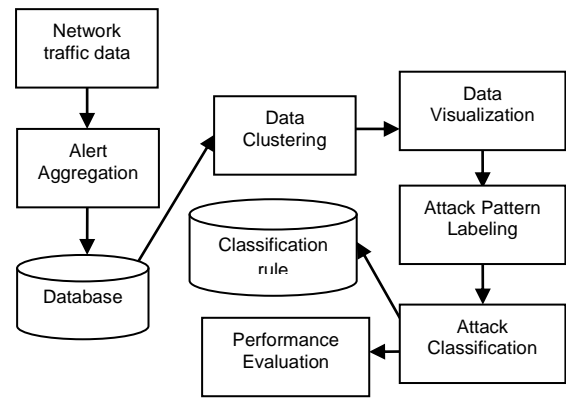 Network
traffic data
Alert
Aggregation
Database
Data
Clustering
Data
Visualization
Attack Pattern
Labeling
Attack
Classification
Classification
rule
Performance
Evaluation